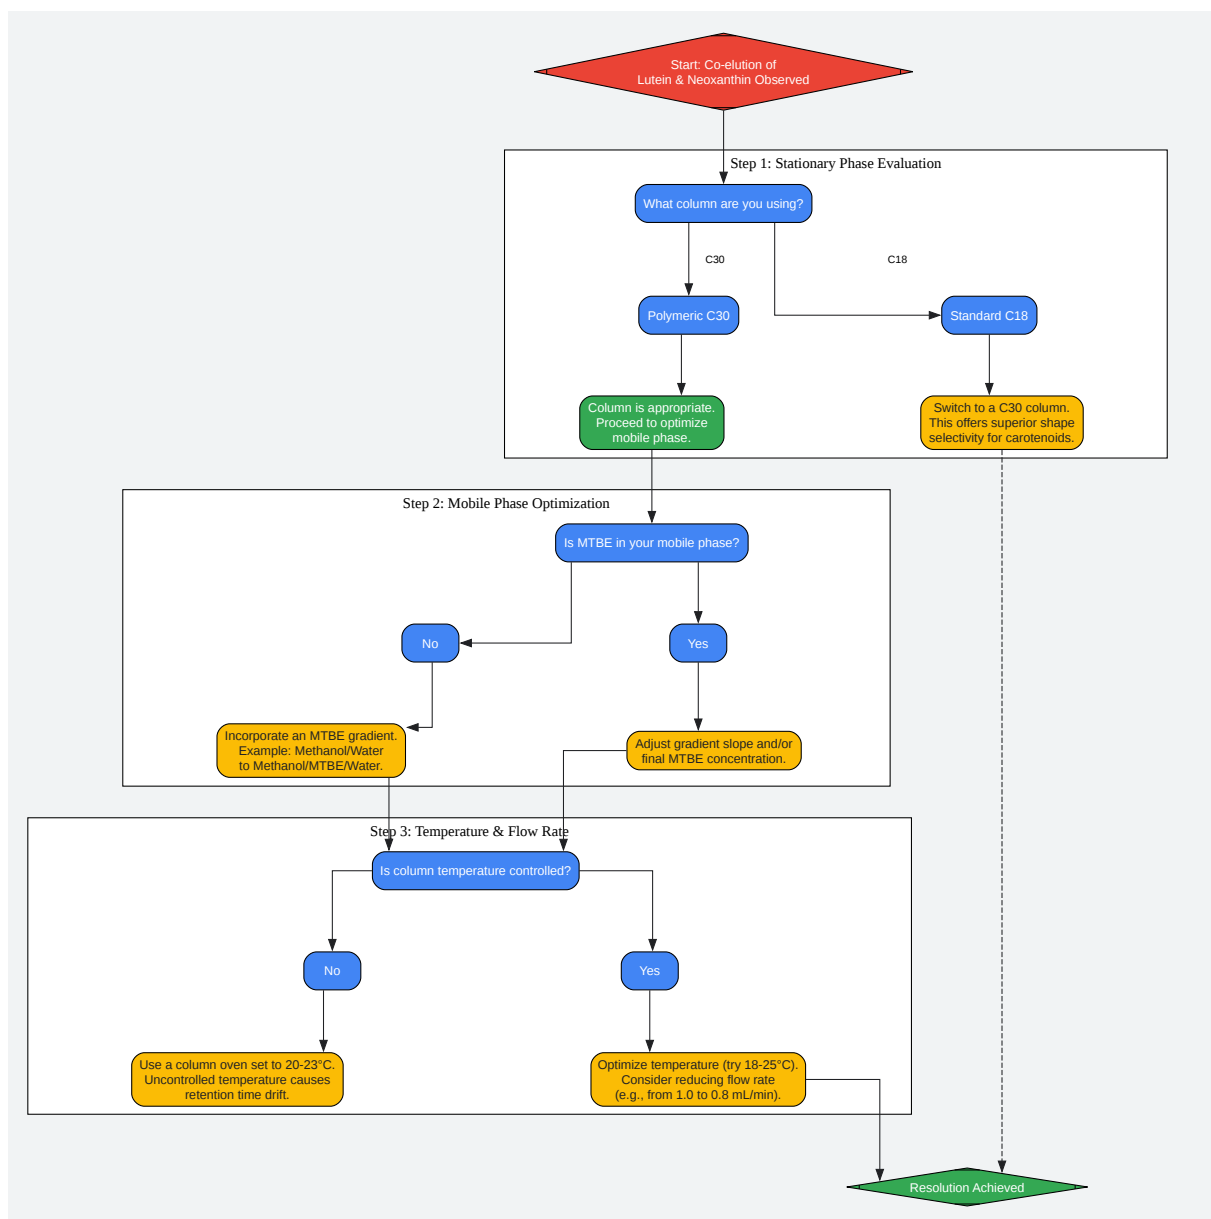 Start: Co-elution of
Lutein & Neoxanthin Observed
Step 1: Stationary Phase Evaluation
What column are you using?
C30
C18
Polymeric C30
Standard C18
Column is appropriate.
Proceed to optimize
mobile phase.
Switch to a C30 column.
This offers superior shape
selectivity for carotenoids.
Step 2: Mobile Phase Optimization
Is MTBE in your mobile phase?
No
Yes
Incorporate an MTBE gradient.
Example: Methanol/Water
to Methanol/MTBE/Water.
Adjust gradient slope and/or
final MTBE concentration.
Step 3: Temperature & Flow Rate
Is column temperature controlled?
No
Yes
Use a column oven set to 20-23°C.
Uncontrolled temperature causes
retention time drift.
Optimize temperature (try 18-25°C).
Consider reducing flow rate
(e.g., from 1.0 to 0.8 mL/min).
Resolution Achieved